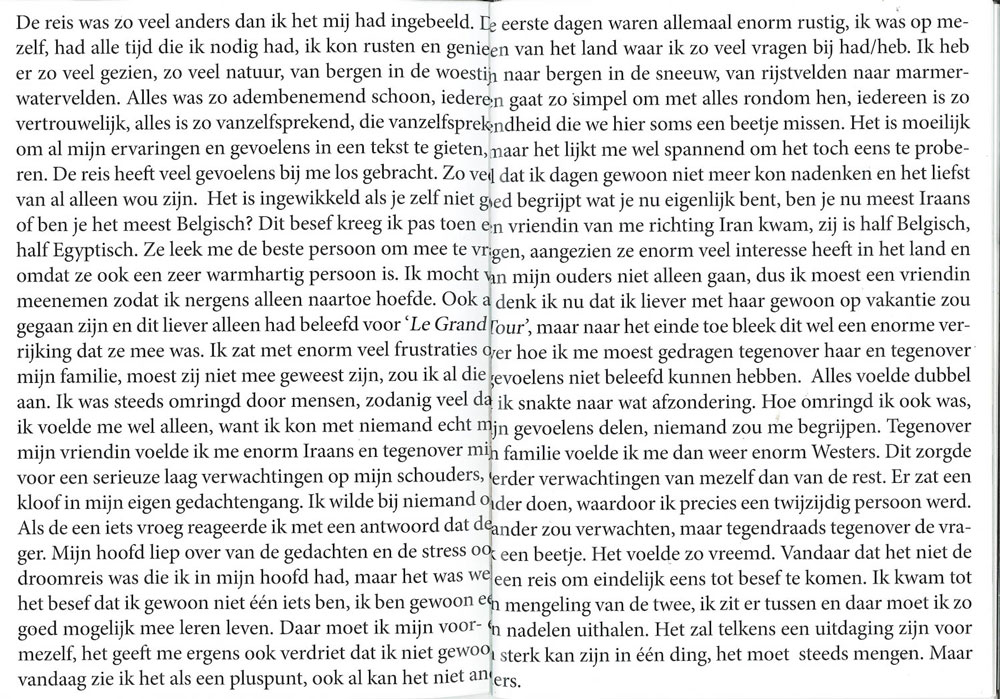 De reis was zo veel anders dan ik het mij had ingebeeld. De eerste dagen waren allemaal enorm rustig, ik was op me-
zelf, had alle tijd die ik nodig had, ik kon rusten en genieen van het land waar ik zo veel vragen bij had/heb. Ik heb
er zo veel gezien, zo veel natuur, van bergen in de woestijn naar bergen in de sneeuw, van rijstvelden naar marmer-
watervelden. Alles was zo adembenemend schoon, iedereen gaat zo simpel om met alles rondom hen, iedereen is zo
vertrouwelijk, alles is zo vanzelfsprekend, die vanzelfsprekendheid die we hier soms een beetje missen. Het is moeilijk
om al mijn ervaringen en gevoelens in een tekst te gieten, maar het lijkt me wel spannend om het toch eens te probe-
ren. De reis heeft veel gevoelens bij me los gebracht. Zo veel dat ik dagen gewoon niet meer kon nadenken en het liefst
van al alleen wou zijn. Het is ingewikkeld als je zelf niet goed begrijpt wat je nu eigenlijk bent, ben je nu meest Iraans
of ben je het meest Belgisch? Dit besef kreeg ik pas toen een vriendin van me richting Iran kwam, zij is half Belgisch,
half Egyptisch. Ze leek me de beste persoon om mee te vragen, aangezien ze enorm veel interesse heeft in het land en
omdat ze ook een zeer warmhartig persoon is. Ik mocht van mijn ouders niet alleen gaan, dus ik moest een vriendin
meenemen zodat ik nergens alleen naartoe hoefde. Ook al denk ik nu dat ik liever met haar gewoon op vakantie zou
gegaan zijn en dit liever alleen had beleefd voor ‘Le Grand Tour’, maar naar het einde toe bleek dit wel een enorme ver-
rijking dat ze mee was. Ik zat met enorm veel frustraties over hoe ik me moest gedragen tegenover haar en tegenover
mijn familie, moest zij niet mee geweest zijn, zou ik al die gevoelens niet beleefd kunnen hebben. Alles voelde dubbel
aan. Ik was steeds omringd door mensen, zodanig veel dat ik snakte naar wat afzondering. Hoe omringd ik ook was,
ik voelde me wel alleen, want ik kon met niemand echt mijn gevoelens delen, niemand zou me begrijpen. Tegenover
mijn vriendin voelde ik me enorm Iraans en tegenover mijn familie voelde ik me dan weer enorm Westers. Dit zorgde
voor een serieuze laag verwachtingen op mijn schouders, eerder verwachtingen van mezelf dan van de rest. Er zat een
kloof in mijn eigen gedachtengang. Ik wilde bij niemand onder doen, waardoor ik precies een twijzijdig persoon werd.
Als de een iets vroeg reageerde ik met een antwoord dat de ander zou verwachten, maar tegendraads tegenover de vra-
ger. Mijn hoofd liep over van de gedachten en de stress ook een beetje. Het voelde zo vreemd. Vandaar dat het niet de
droomreis was die ik in mijn hoofd had, maar het was wel een reis om eindelijk eens tot besef te komen. Ik kwam tot
het besef dat ik gewoon niet één iets ben, ik ben gewoon een mengeling van de twee, ik zit er tussen en daar moet ik zo
goed mogelijk mee leren leven. Daar moet ik mijn voor- en nadelen uithalen. Het zal telkens een uitdaging zijn voor
mezelf, het geeft me ergens ook verdriet dat ik niet gewoon sterk kan zijn in één ding, het moet steeds mengen. Maar
vandaag zie ik het als een pluspunt, ook al kan het niet anders.